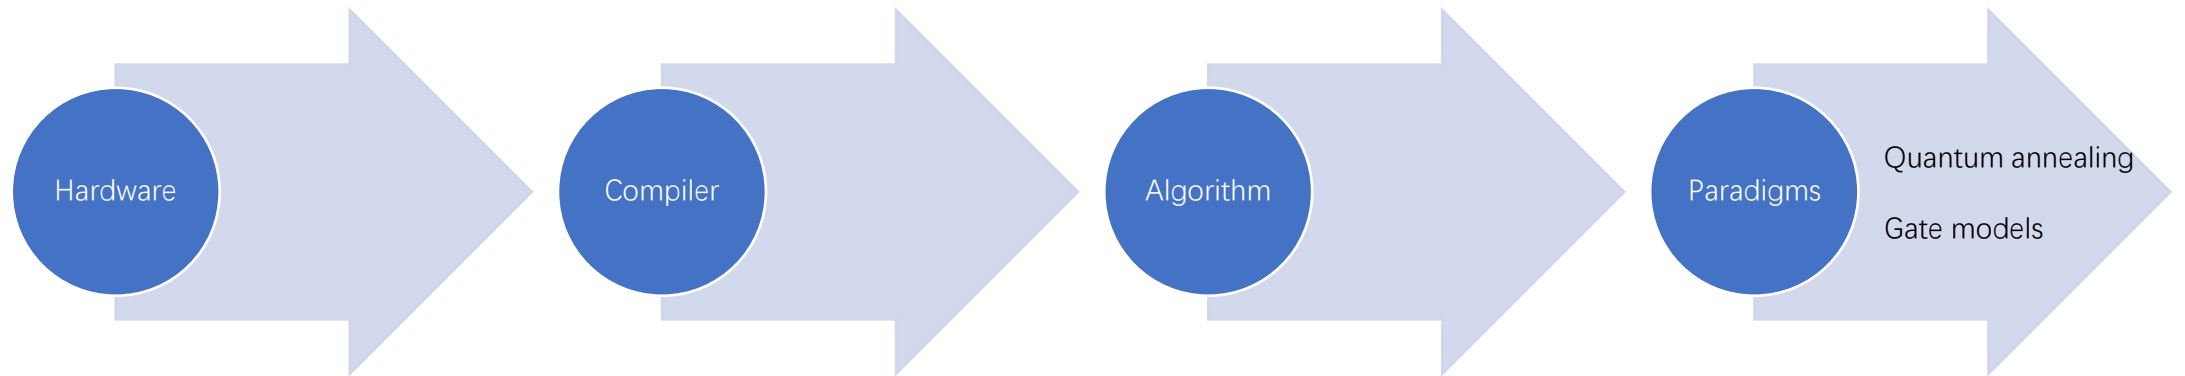 Hardware
Compiler
Algorithm
Paradigms
Quantum annealing
Gate models